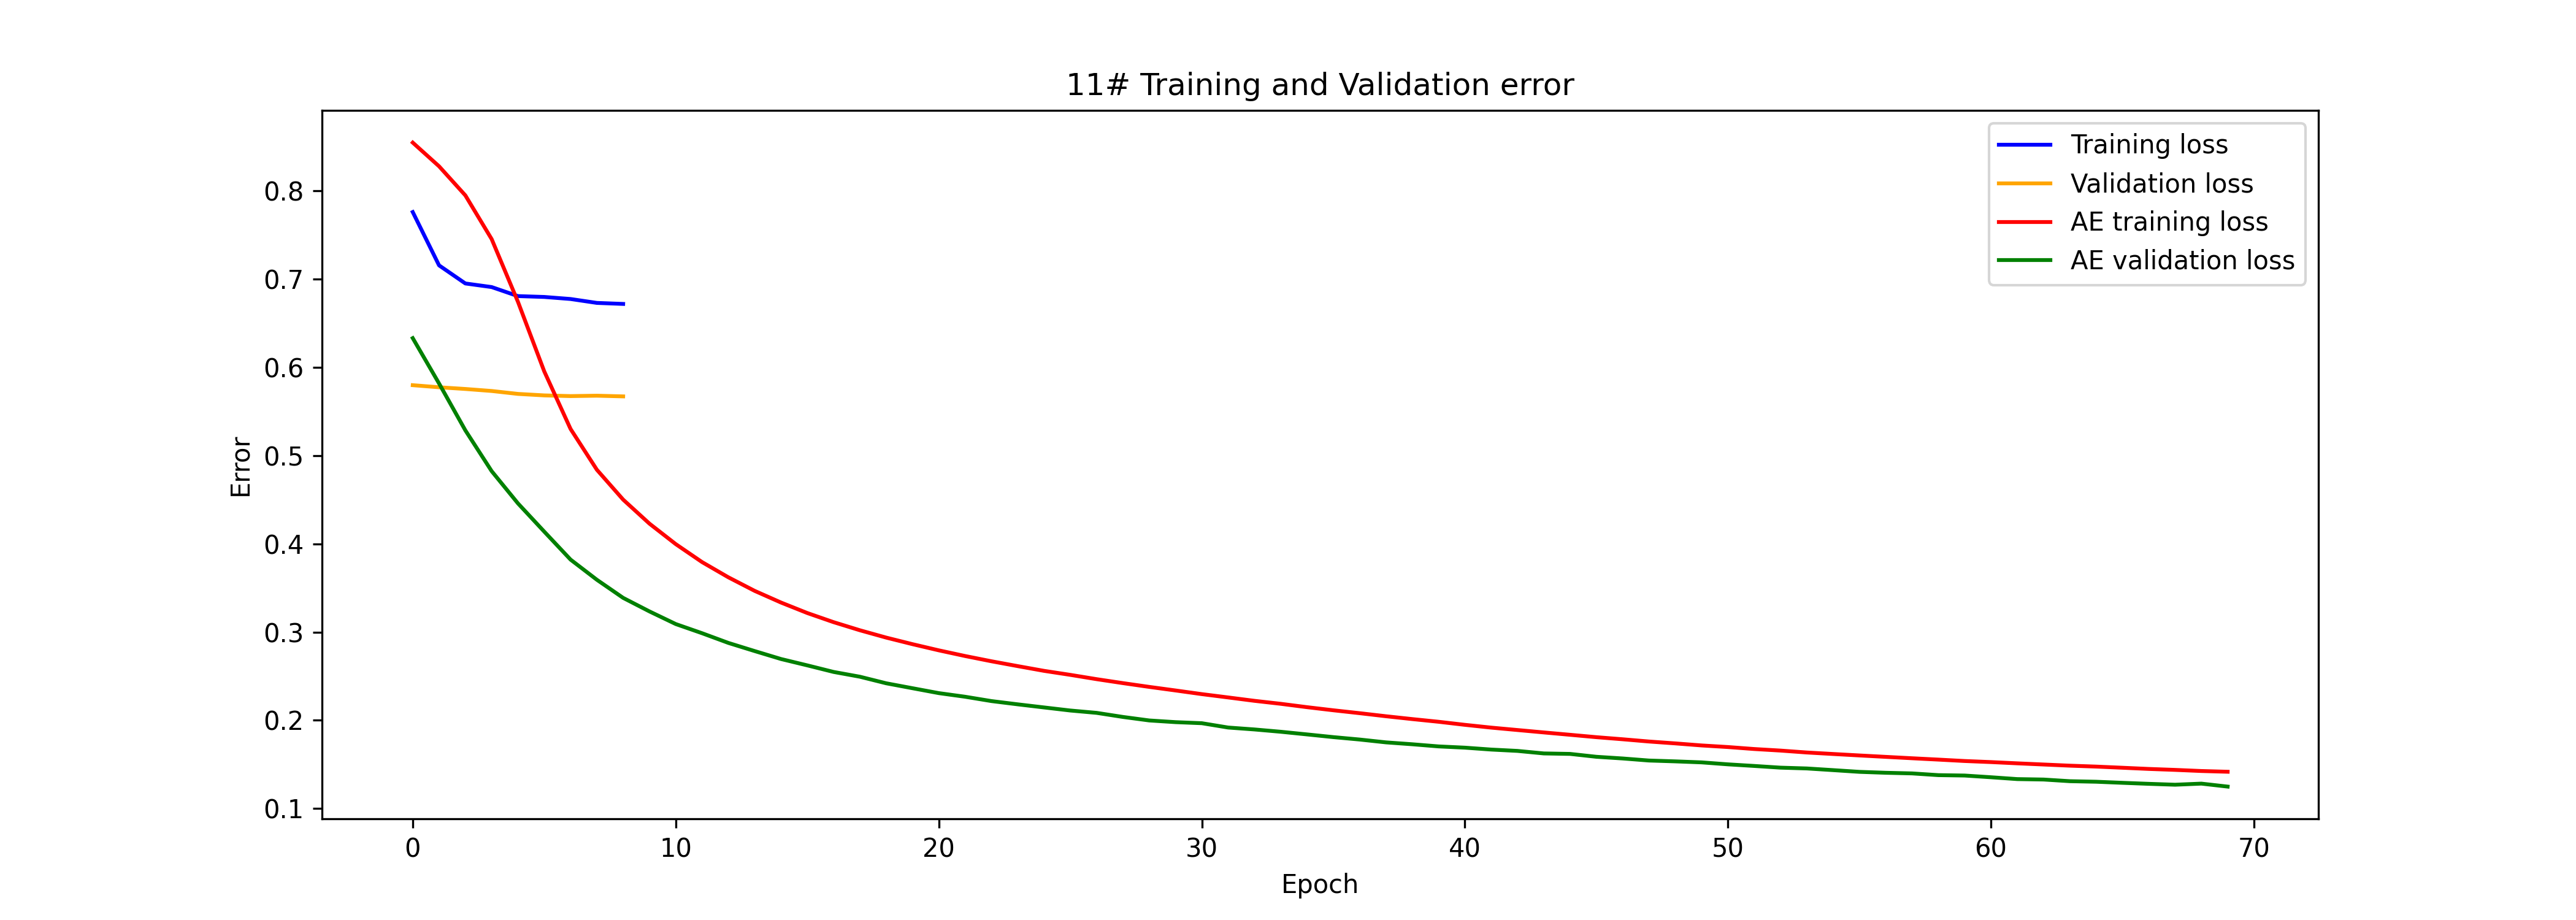 11# Training and Validation error
Training loss
Validation loss
AE training loss
AE validation loss
Error
0.8
0.7
0.6
0.5
0.4
0.3
0.2
0.1
0 10 20 30 40 50 60 70
Epoch